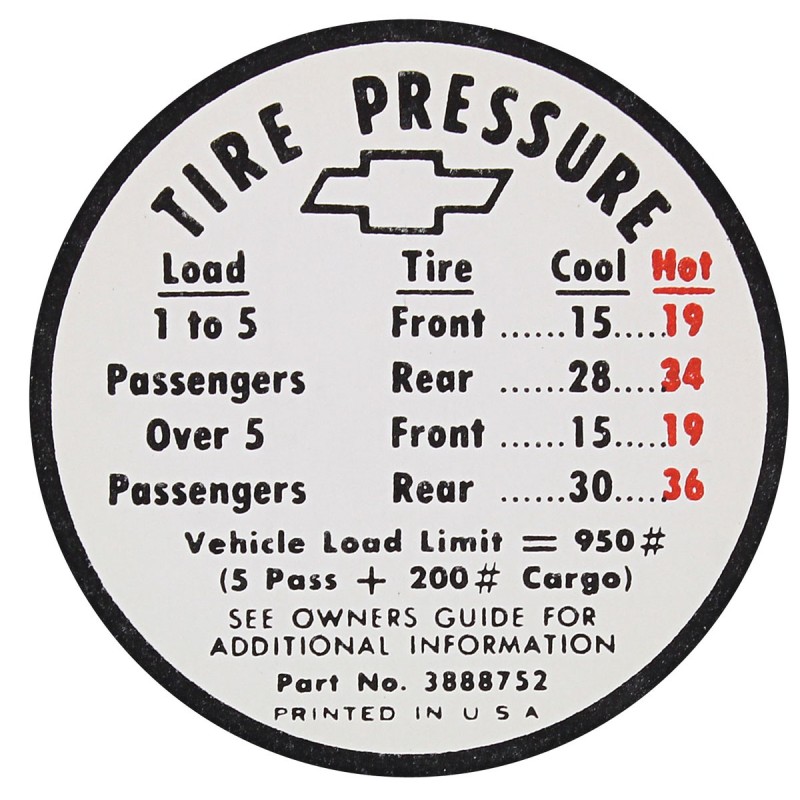 TIRE PRESSURE
Load Tire Cool Hot
1 to 5 Front ......15.....19
Passengers Rear ......28.....34
Over 5 Front ......15.....19
Passengers Rear ......30.....36
Vehicle Load Limit = 950#
(5 Pass + 200# Cargo)
SEE OWNERS GUIDE FOR
ADDITIONAL INFORMATION
Part No. 3888752
PRINTED IN U S A